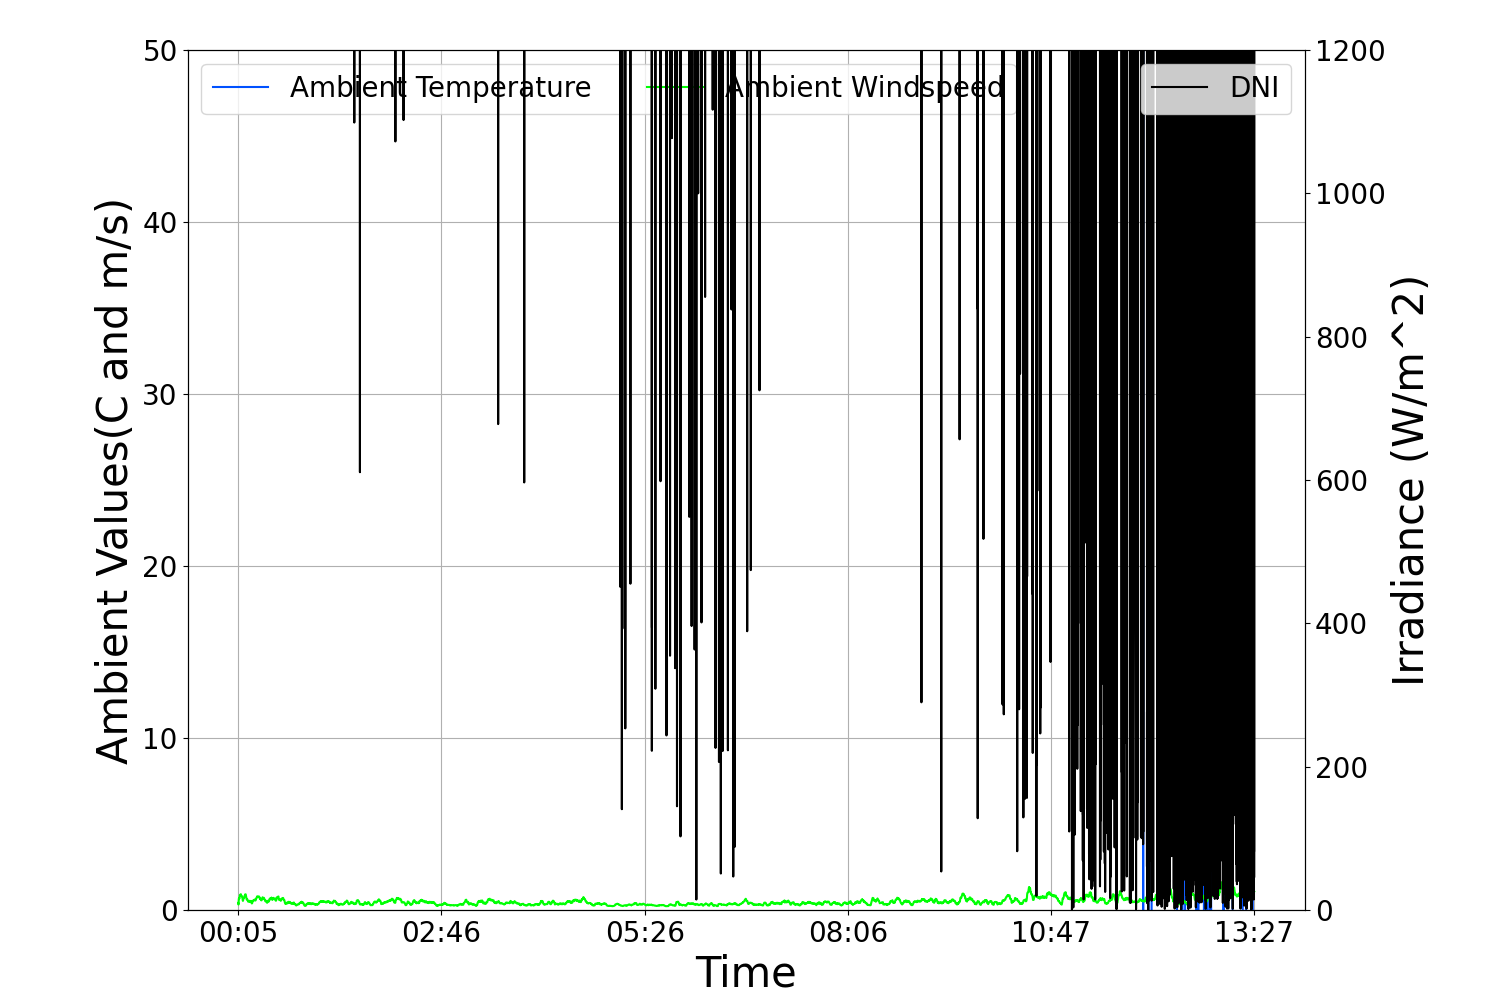 Ambient Temperature
Ambient Windspeed
DNI
Ambient Values(C and m/s)
50
40
30
20
10
0
1200
1000
800
600
400
200
0
Irradiance (W/m^2)
00:05 02:46 05:26 08:06 10:47 13:27
Time